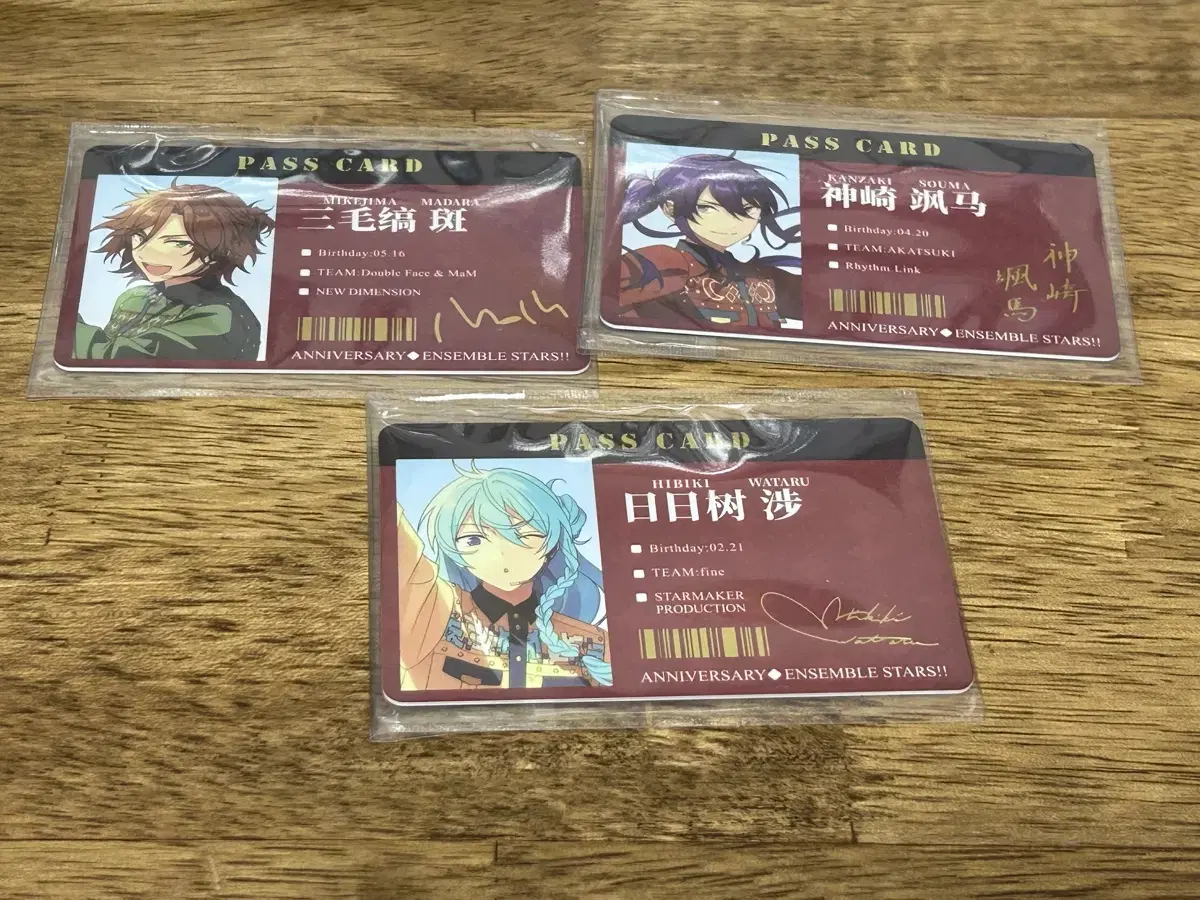 PASS CARD
MIKEJIMA MADARA
三毛缟 斑
Birthday:05.16
TEAM:Double Face & MaM
NEW DIMENSION
ANNIVERSARY◆ENSEMBLE STARS!!
PASS CARD
KANZAKI SOUMA
神崎 飒马
Birthday:04.20
TEAM:AKATSUKI
Rhythm Link
神崎
颯馬
ANNIVERSARY◆ENSEMBLE STARS!!
PASS CARD
HIBIKI WATARU
日日树 涉
Birthday:02.21
TEAM:fine
STARMAKER
PRODUCTION
Hibiki
Wataru
ANNIVERSARY◆ENSEMBLE STARS!!